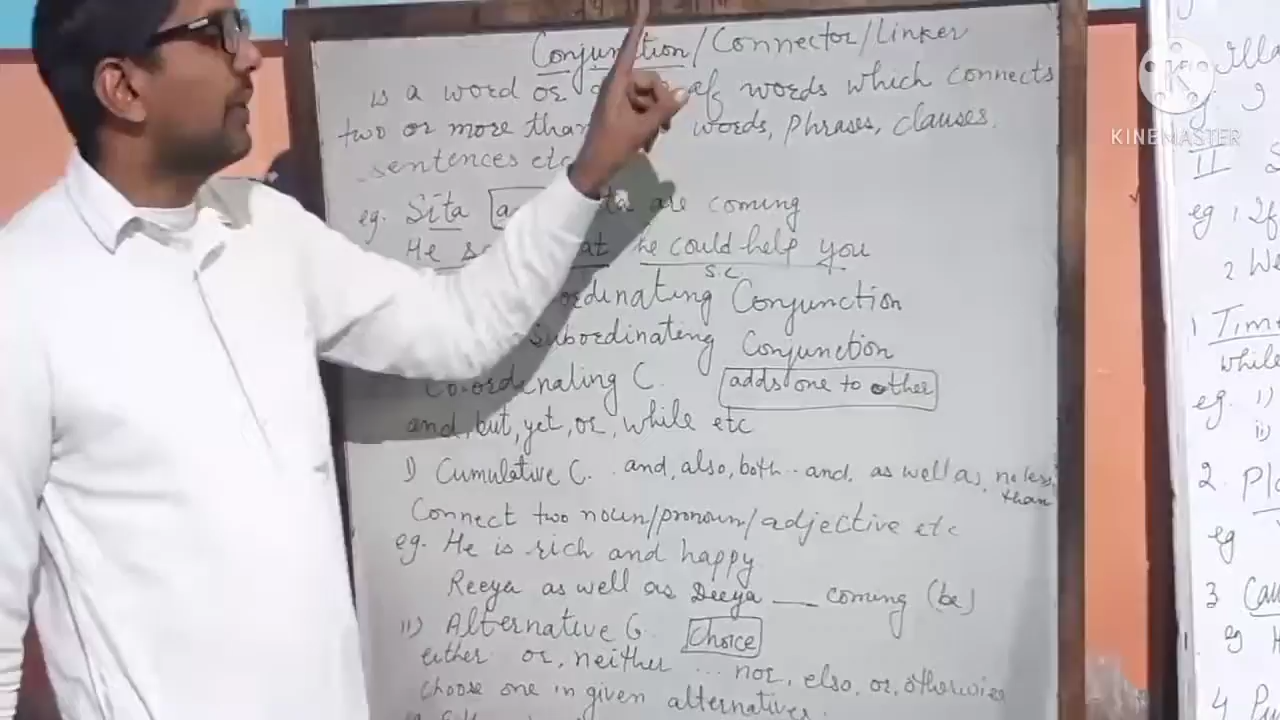 Conjunction/Connector/Linker
is a word or of words which connects
two or more than words, phrases, clauses,
sentences etc
eg. Sita Gita are coming
He he could help you
S.C
ordinating Conjunction
subordinating Conjunction
Co-ordenating C. adds one to other
and, but, yet, or, while etc
1) Cumulative C. and, also, both .. and, as well as, no less than
Connect two noun/pronoun/adjective etc
eg. He is rich and happy
Reeya as well as Deeya ___ coming (be)
ii) Alternative C. Choice
either or, neither ... nor, else, or, otherwise
choose one in given alternatives.
KINEMASTER
II
eg 1
2 We
1 Time
while
eg. i)
ii)
2.
eg
3
eg
4